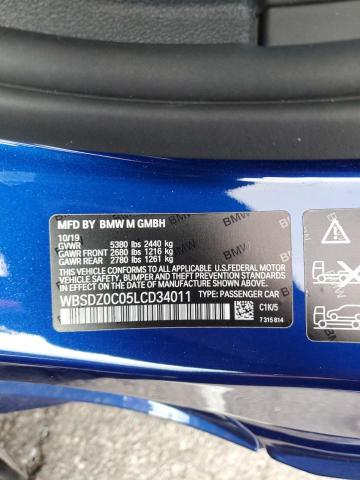 MFD BY BMW M GMBH
10/19
GVWR 5380 lbs 2440 kg
GAWR FRONT 2680 lbs 1216 kg
GAWR REAR 2780 lbs 1261 kg
THIS VEHICLE CONFORMS TO ALL APPLICABLE U.S.FEDERAL MOTOR
VEHICLE SAFETY, BUMPER, AND THEFT PREVENTION STANDARDS
IN EFFECT ON THE DATE OF MANUFACTURE SHOWN ABOVE.
WBSDZ0C05LCD34011 TYPE: PASSENGER CAR
C1K/5
7 315 814